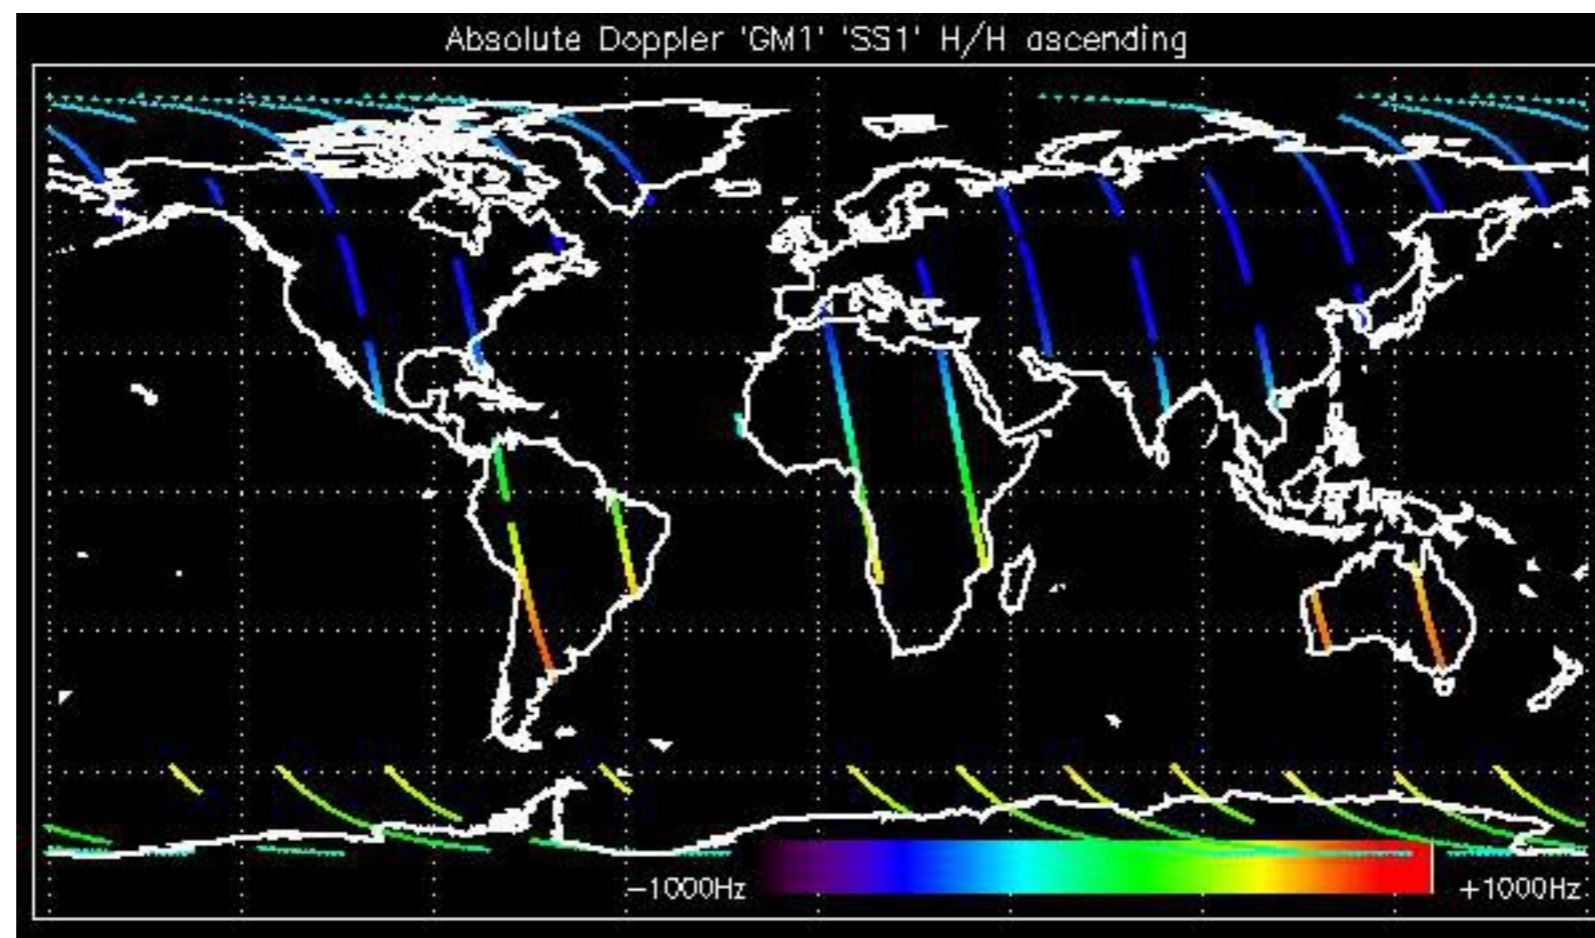 Absolute Doppler 'GM1' 'SS1' H/H ascending
−1000Hz
+1000Hz